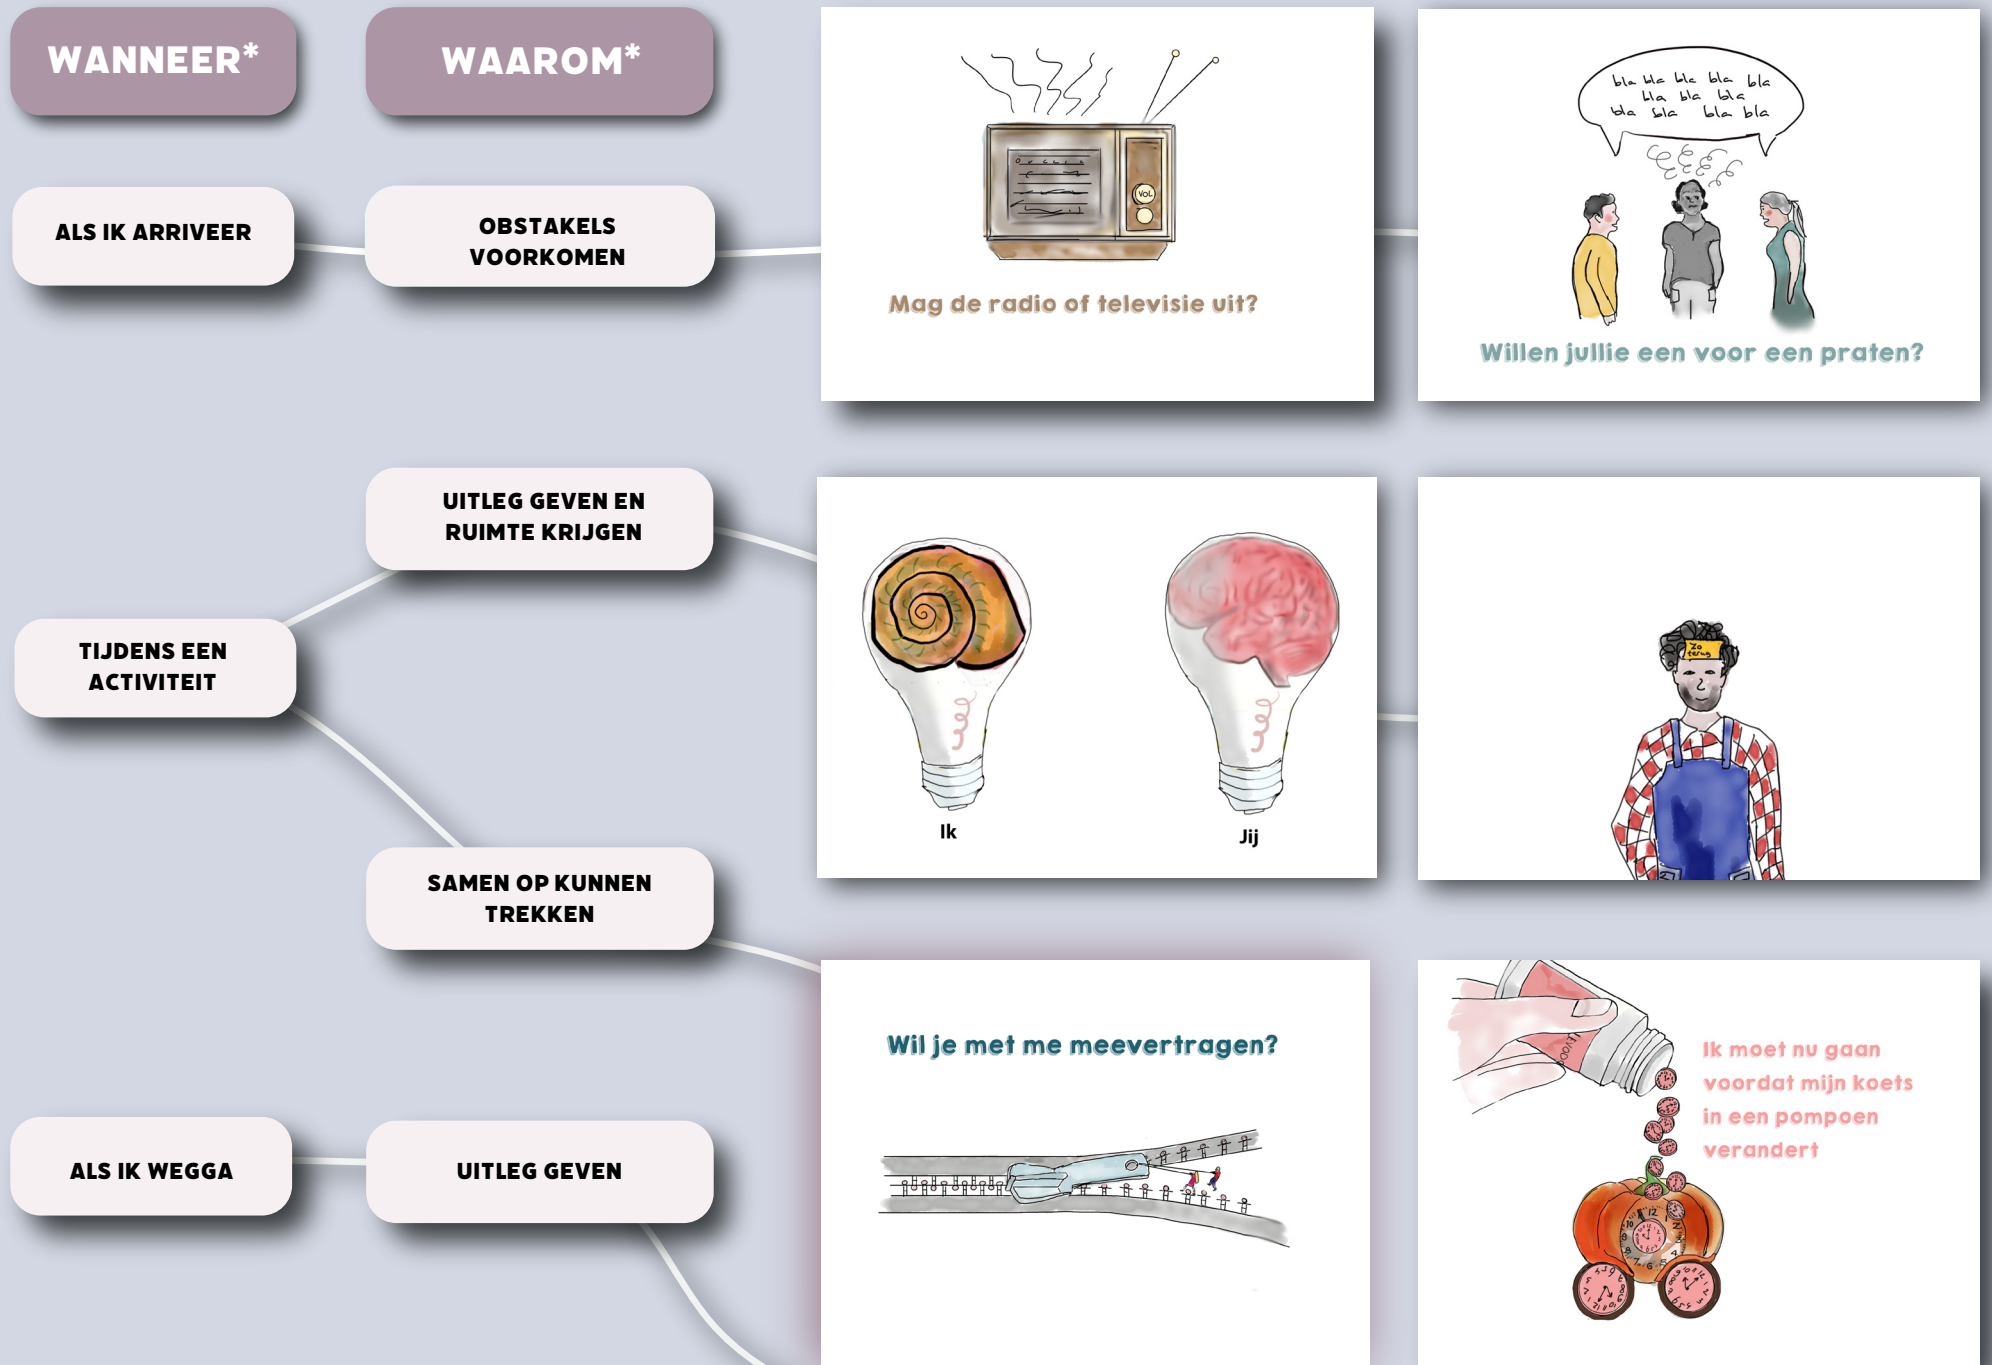 WANNEER*
WAAROM*
ALS IK ARRIVEER
OBSTAKELS
VOORKOMEN
VOL
Mag de radio of televisie uit?
bla bla bla bla bla
bla bla bla
bla bla bla bla
Willen jullie een voor een praten?
TIJDENS EEN
ACTIVITEIT
UITLEG GEVEN EN
RUIMTE KRIJGEN
Ik
Jij
Zo
terug
SAMEN OP KUNNEN
TREKKEN
Wil je met me meevertragen?
Ik moet nu gaan
voordat mijn koets
in een pompoen
verandert
ALS IK WEGGA
UITLEG GEVEN